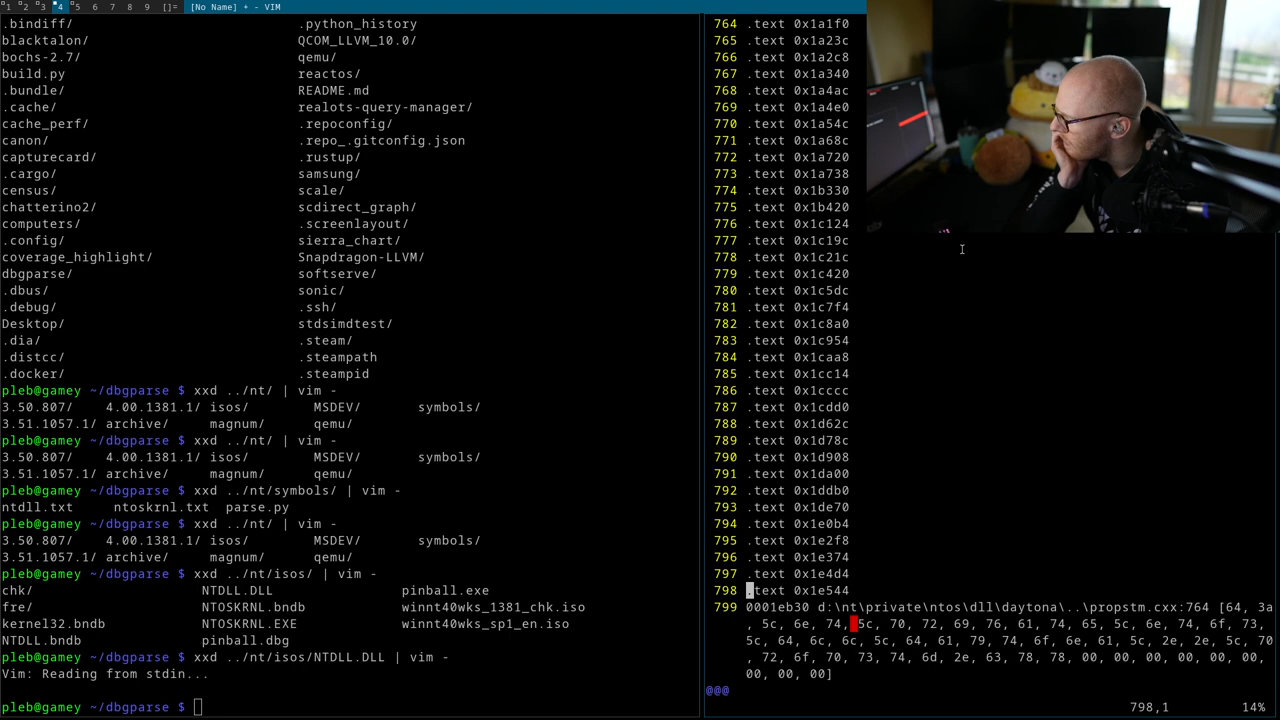 1 2 3 4 5 6 7 8 9 []= [No Name] + - VIM
.bindiff/ .python_history
blacktalon/ QCOM_LLVM_10.0/
bochs-2.7/ qemu/
build.py reactos/
.bundle/ README.md
.cache/ realots-query-manager/
cache_perf/ .repoconfig/
canon/ .repo_.gitconfig.json
capturecard/ .rustup/
.cargo/ samsung/
census/ scale/
chatterino2/ scdirect_graph/
computers/ .screenlayout/
.config/ sierra_chart/
coverage_highlight/ Snapdragon-LLVM/
dbgparse/ softserve/
.dbus/ sonic/
.debug/ .ssh/
Desktop/ stdsimdtest/
.dia/ .steam/
.distcc/ .steampath
.docker/ .steampid
pleb@gamey ~/dbgparse $ xxd ../nt/ | vim -
3.50.807/ 4.00.1381.1/ isos/ MSDEV/ symbols/
3.51.1057.1/ archive/ magnum/ qemu/
pleb@gamey ~/dbgparse $ xxd ../nt/ | vim -
3.50.807/ 4.00.1381.1/ isos/ MSDEV/ symbols/
3.51.1057.1/ archive/ magnum/ qemu/
pleb@gamey ~/dbgparse $ xxd ../nt/symbols/ | vim -
ntdll.txt ntoskrnl.txt parse.py
pleb@gamey ~/dbgparse $ xxd ../nt/ | vim -
3.50.807/ 4.00.1381.1/ isos/ MSDEV/ symbols/
3.51.1057.1/ archive/ magnum/ qemu/
pleb@gamey ~/dbgparse $ xxd ../nt/isos/ | vim -
chk/ NTDLL.DLL pinball.exe
fre/ NTOSKRNL.bndb winnt40wks_1381_chk.iso
kernel32.bndb NTOSKRNL.EXE winnt40wks_sp1_en.iso
NTDLL.bndb pinball.dbg
pleb@gamey ~/dbgparse $ xxd ../nt/isos/NTDLL.DLL | vim -
Vim: Reading from stdin...
pleb@gamey ~/dbgparse $
764 .text 0x1a1f0
765 .text 0x1a23c
766 .text 0x1a2c8
767 .text 0x1a340
768 .text 0x1a4ac
769 .text 0x1a4e0
770 .text 0x1a54c
771 .text 0x1a68c
772 .text 0x1a720
773 .text 0x1a738
774 .text 0x1b330
775 .text 0x1b420
776 .text 0x1c124
777 .text 0x1c19c
778 .text 0x1c21c
779 .text 0x1c420
780 .text 0x1c5dc
781 .text 0x1c7f4
782 .text 0x1c8a0
783 .text 0x1c954
784 .text 0x1caa8
785 .text 0x1cc14
786 .text 0x1cccc
787 .text 0x1cdd0
788 .text 0x1d62c
789 .text 0x1d78c
790 .text 0x1d908
791 .text 0x1da00
792 .text 0x1ddb0
793 .text 0x1de70
794 .text 0x1e0b4
795 .text 0x1e2f8
796 .text 0x1e374
797 .text 0x1e4d4
798 .text 0x1e544
799 0001eb30 d:\nt\private\ntos\dll\daytona\..\propstm.cxx:764 [64, 3a
, 5c, 6e, 74, 5c, 70, 72, 69, 76, 61, 74, 65, 5c, 6e, 74, 6f, 73,
5c, 64, 6c, 6c, 5c, 64, 61, 79, 74, 6f, 6e, 61, 5c, 2e, 2e, 5c, 70
, 72, 6f, 70, 73, 74, 6d, 2e, 63, 78, 78, 00, 00, 00, 00, 00, 00,
00, 00, 00]
@@@
798,1 14%